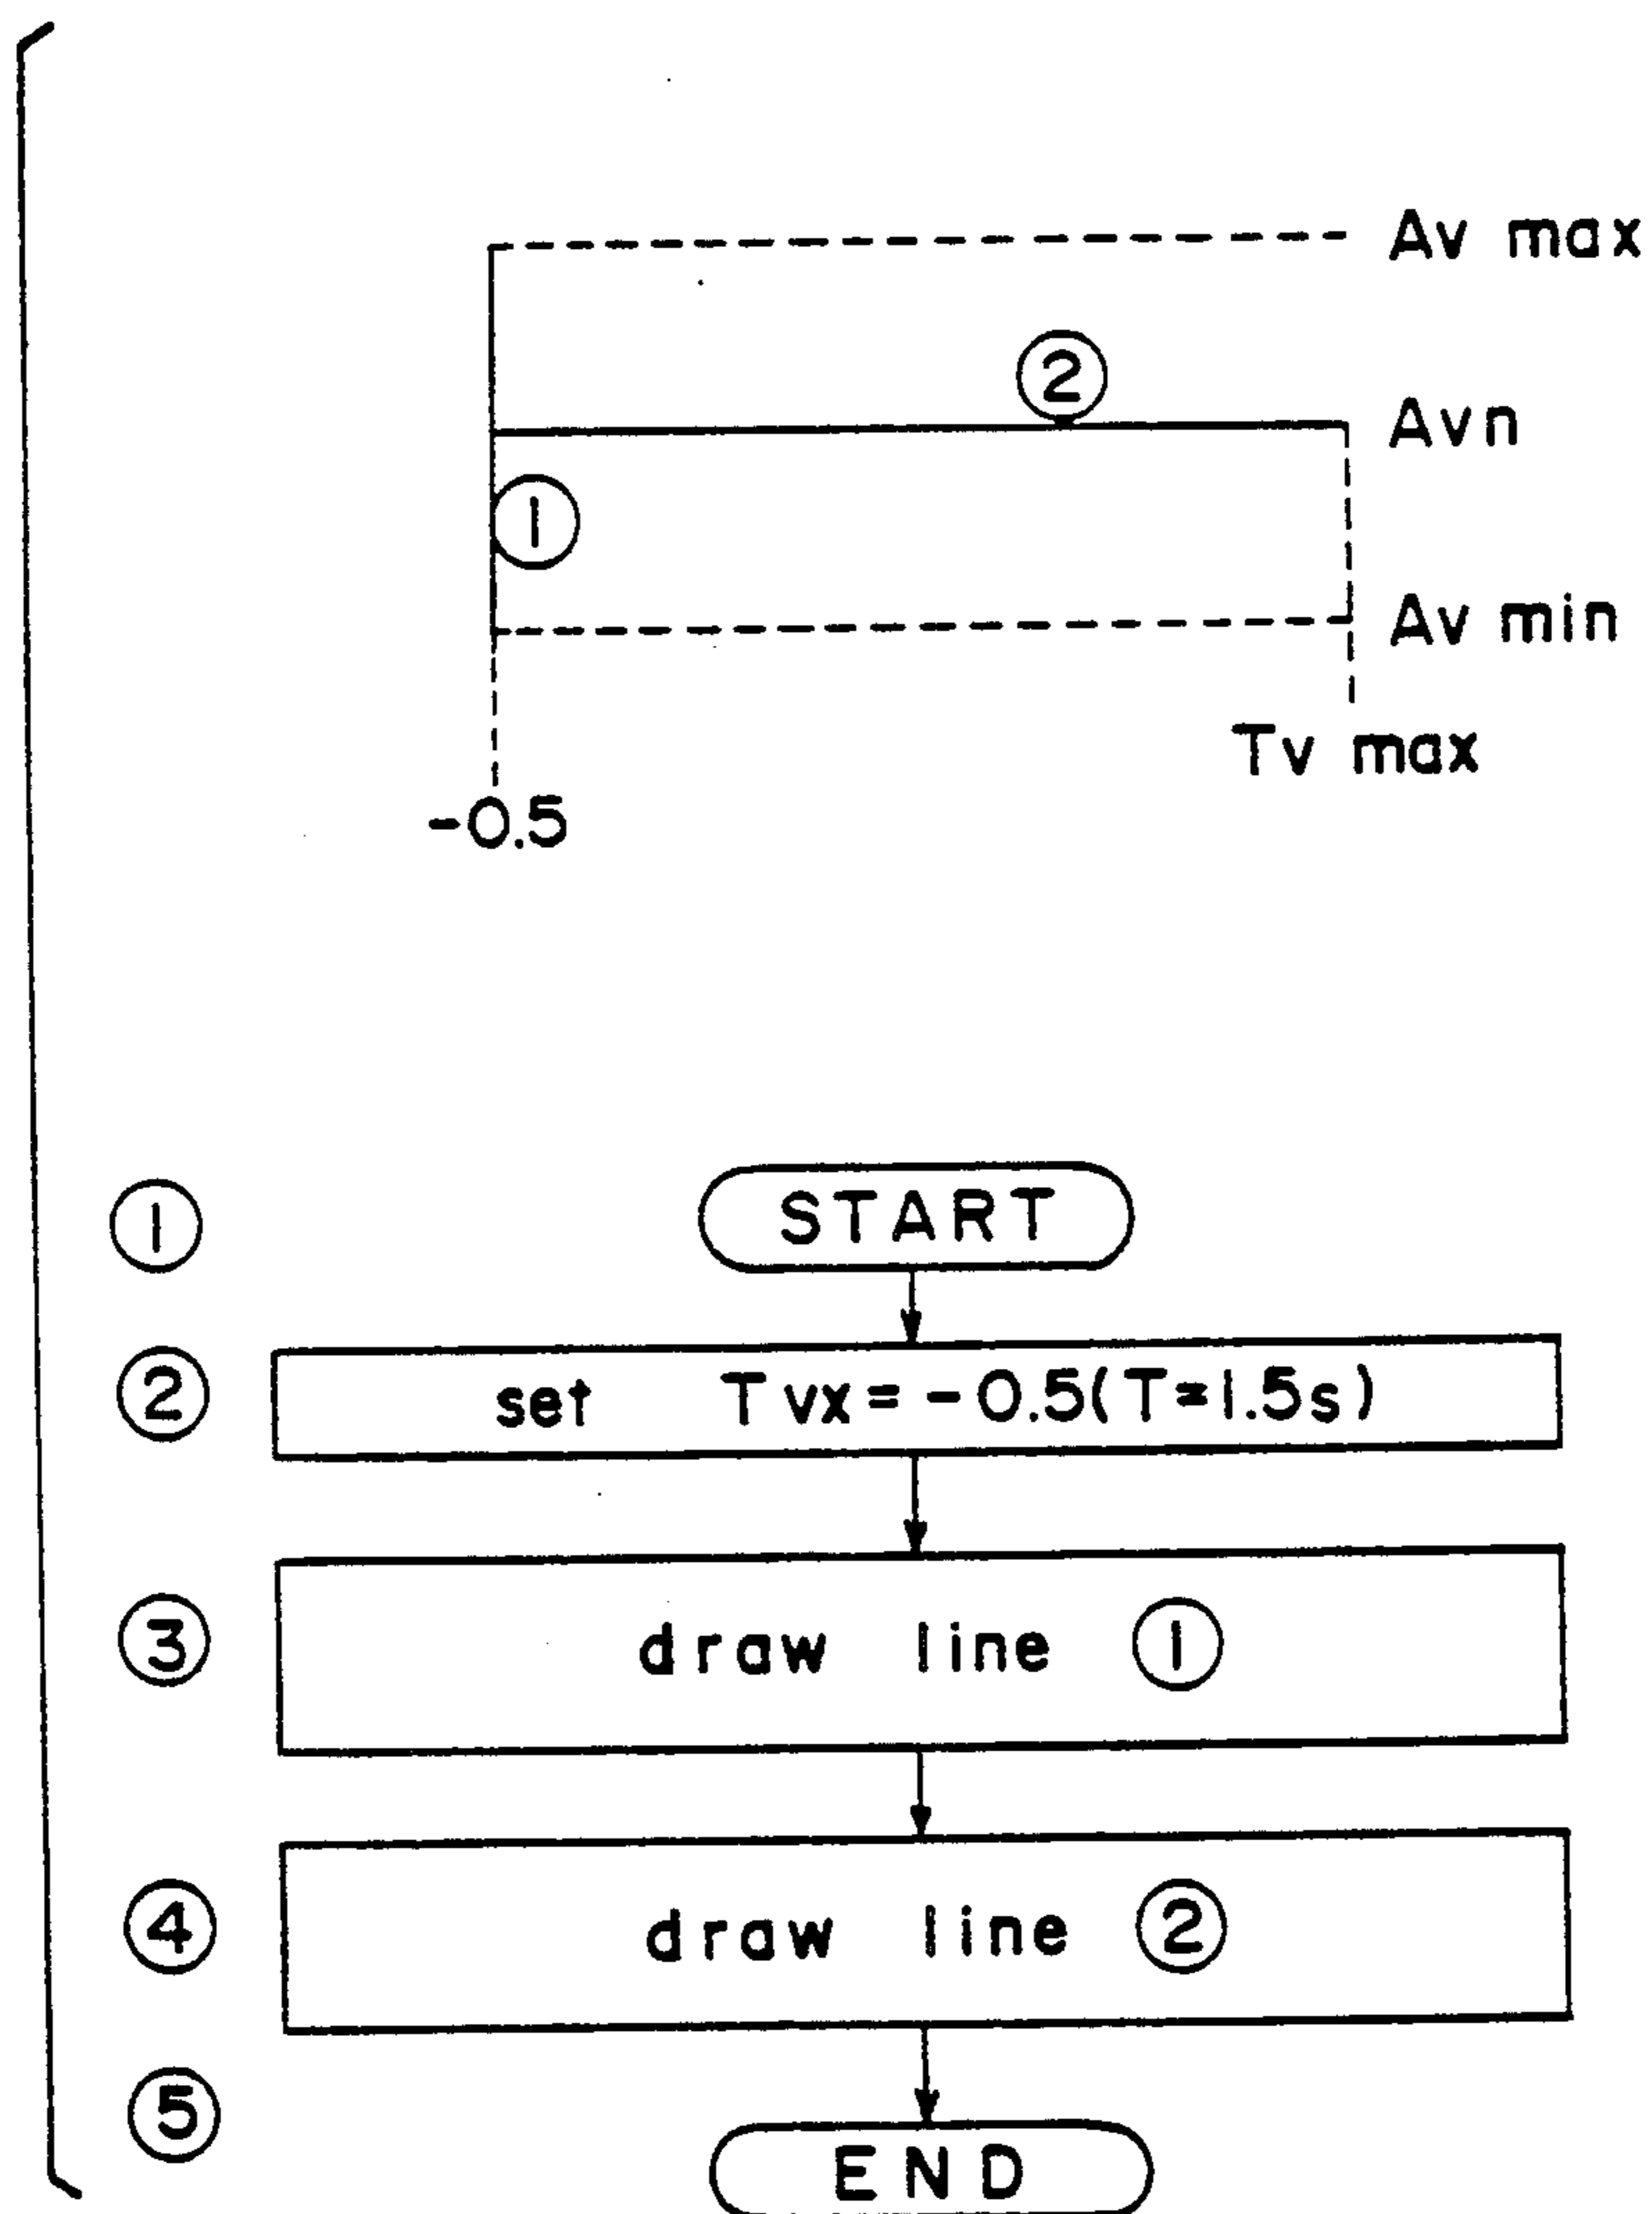 Av max
②
Avn
①
Av min
Tv max
-0.5
① START
② set Tvx = -0.5(T=1.5s)
③ draw line ①
④ draw line ②
⑤
END